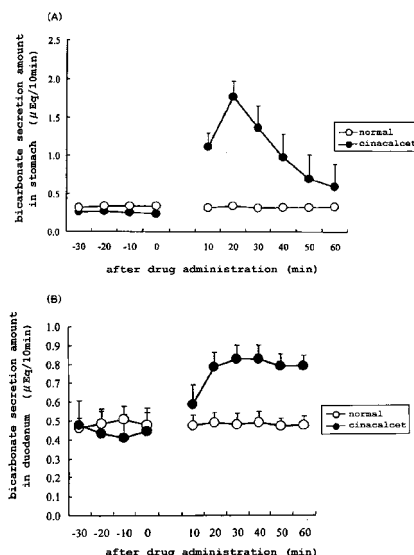 (A)
bicarbonate secretion amount
in stomach (μEq/10min)
2.5
2.0
1.5
1.0
0.5
0.0
-30 -20 -10 0 10 20 30 40 50 60
after drug administration (min)
normal
cinacalcet
(B)
bicarbonate secretion amount
in duodenum (μEq/10min)
1.0
0.9
0.8
0.7
0.6
0.5
0.4
0.3
0.2
0.1
0.0
-30 -20 -10 0 10 20 30 40 50 60
after drug administration (min)
normal
cinacalcet